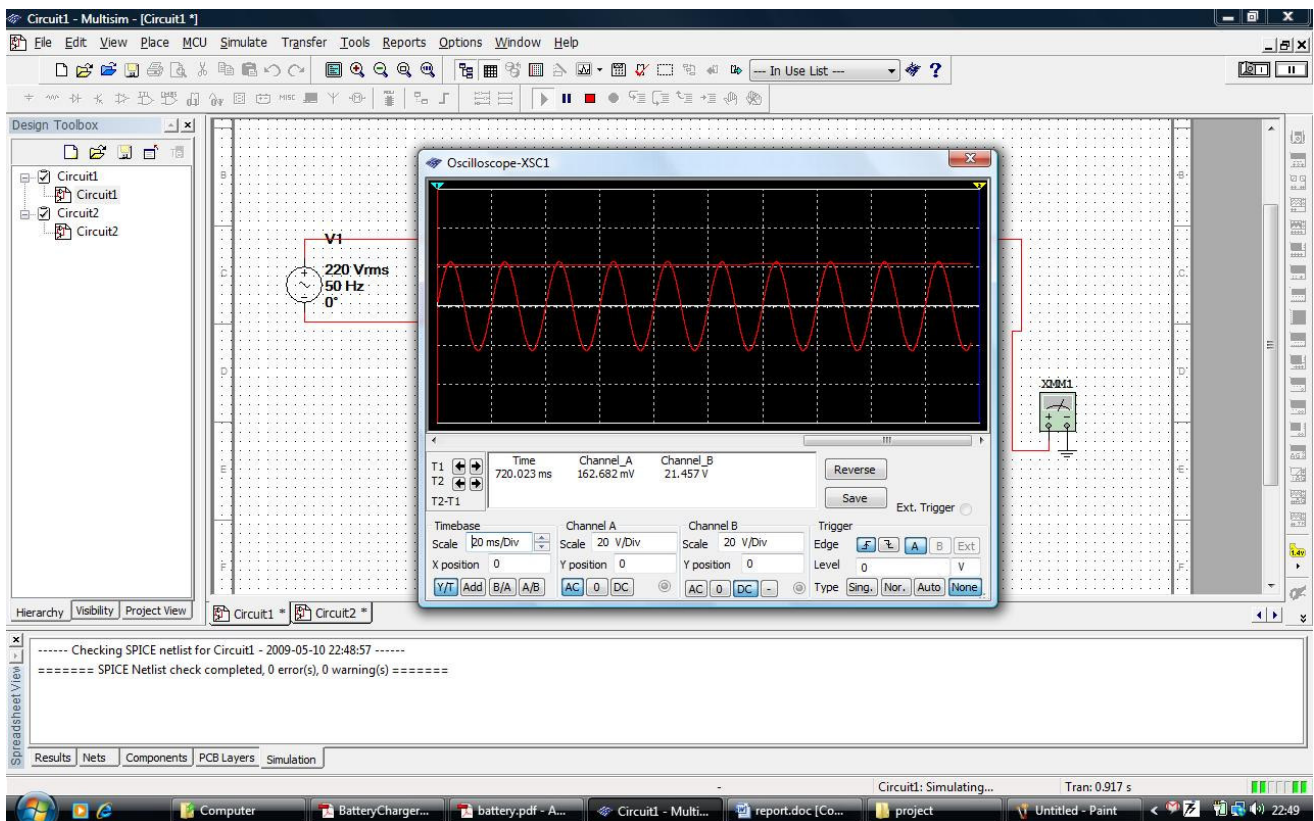 Circuit1 - Multisim - [Circuit1 *]
File Edit View Place MCU Simulate Transfer Tools Reports Options Window Help
--- In Use List ---
MISC
Design Toolbox
Circuit1
Circuit1
Circuit2
Circuit2
V1
220 Vrms
50 Hz
0°
B
C
D
E
F
B
C
D
E
F
XMM1
Oscilloscope-XSC1
T1
T2
T2-T1
Time Channel_A Channel_B
720.023 ms 162.682 mV 21.457 V
Reverse
Save
Ext. Trigger
Timebase
Scale 20 ms/Div
X position 0
Y/T Add B/A A/B
Channel A
Scale 20 V/Div
Y position 0
AC 0 DC
Channel B
Scale 20 V/Div
Y position 0
AC 0 DC -
Trigger
Edge A B Ext
Level 0 V
Type Sing. Nor. Auto None
1.4v
Hierarchy Visibility Project View
Circuit1 * Circuit2 *
Spreadsheet View
------ Checking SPICE netlist for Circuit1 - 2009-05-10 22:48:57 ------
======= SPICE Netlist check completed, 0 error(s), 0 warning(s) =======
Results Nets Components PCB Layers Simulation
- Circuit1: Simulating... Tran: 0.917 s
Computer BatteryCharger... battery.pdf - A... Circuit1 - Multi... report.doc [Co... project Untitled - Paint 22:49